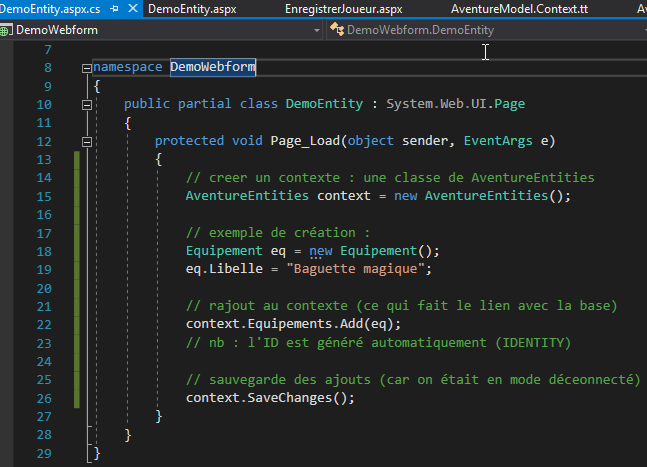 DemoEntity.aspx.cs DemoEntity.aspx EnregistrerJoueur.aspx AventureModel.Context.tt
DemoWebform DemoWebform.DemoEntity
7
8 namespace DemoWebform
9 {
10 public partial class DemoEntity : System.Web.UI.Page
11 {
12 protected void Page_Load(object sender, EventArgs e)
13 {
14 // creer un contexte : une classe de AventureEntities
15 AventureEntities context = new AventureEntities();
16
17 // exemple de création :
18 Equipement eq = new Equipement();
19 eq.Libelle = "Baguette magique";
20
21 // rajout au contexte (ce qui fait le lien avec la base)
22 context.Equipements.Add(eq);
23 // nb : l'ID est généré automatiquement (IDENTITY)
24
25 // sauvegarde des ajouts (car on était en mode déceonnecté)
26 context.SaveChanges();
27 }
28 }
29 }